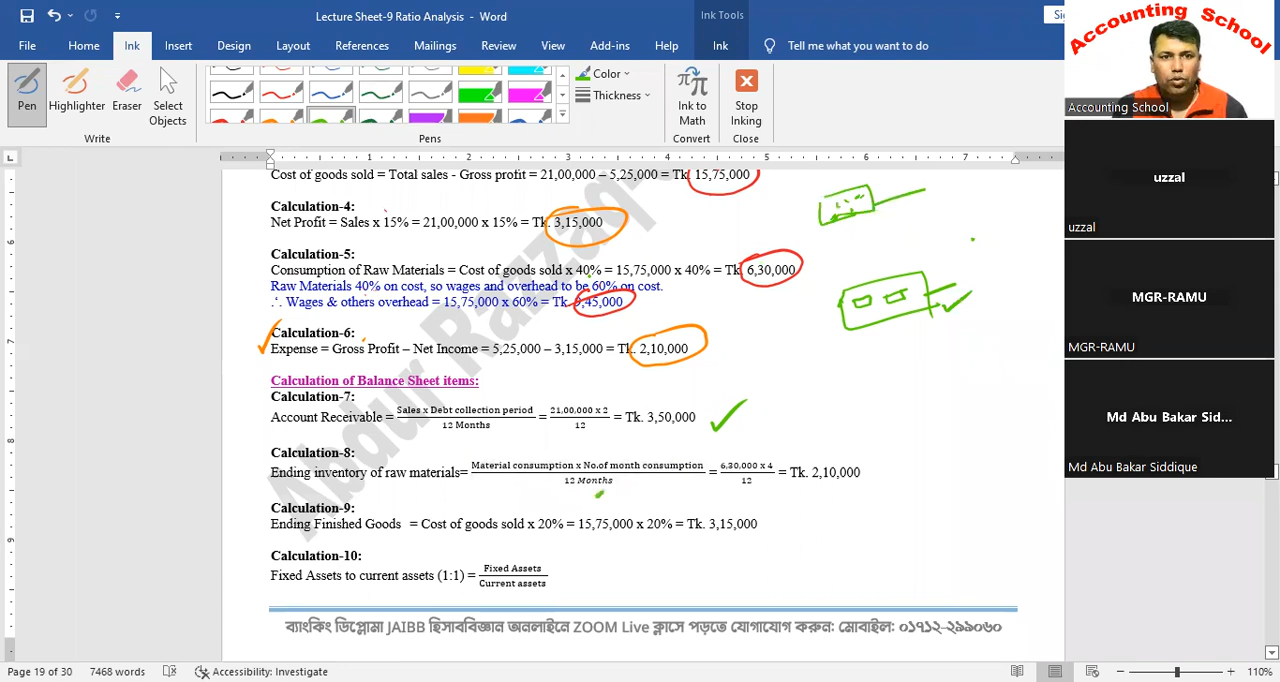 Lecture Sheet-9 Ratio Analysis - Word
Ink Tools
Accounting School
File Home Ink Insert Design Layout References Mailings Review View Add-ins Help Ink Tell me what you want to do
Pen Highlighter Eraser Select Objects
Color
Thickness
Ink to Math
Stop Inking
Write Pens Convert Close
Accounting School
1 2 3 4 5 6 7
Cost of goods sold = Total sales - Gross profit = 21,00,000 – 5,25,000 = Tk. 15,75,000
Calculation-4:
Net Profit = Sales x 15% = 21,00,000 x 15% = Tk. 3,15,000
Calculation-5:
Consumption of Raw Materials = Cost of goods sold x 40% = 15,75,000 x 40% = Tk. 6,30,000
Raw Materials 40% on cost, so wages and overhead to be 60% on cost.
∴ Wages & others overhead = 15,75,000 x 60% = Tk. 9,45,000
Calculation-6:
Expense = Gross Profit – Net Income = 5,25,000 – 3,15,000 = Tk. 2,10,000
Calculation of Balance Sheet items:
Calculation-7:
Account Receivable = Sales x Debt collection period / 12 Months = 21,00,000 x 2 / 12 = Tk. 3,50,000
Calculation-8:
Ending inventory of raw materials= Material consumption x No.of month consumption / 12 Months = 6,30,000 x 4 / 12 = Tk. 2,10,000
Calculation-9:
Ending Finished Goods = Cost of goods sold x 20% = 15,75,000 x 20% = Tk. 3,15,000
Calculation-10:
Fixed Assets to current assets (1:1) = Fixed Assets / Current assets
Abdur Razzaq
ব্যাংকিং ডিপ্লোমা JAIBB হিসাববিজ্ঞান অনলাইনে ZOOM Live ক্লাসে পড়তে যোগাযোগ করুন: মোবাইল: ০১৭১২-২৯৯০৬০
uzzal
uzzal
MGR-RAMU
MGR-RAMU
Md Abu Bakar Sid...
Md Abu Bakar Siddique
Page 19 of 30 7468 words Accessibility: Investigate 110%